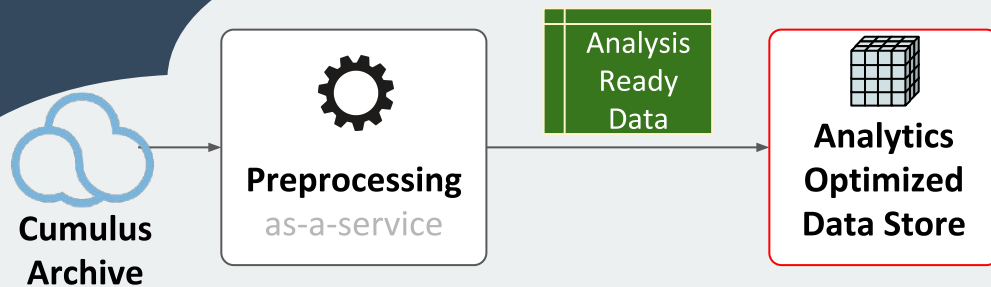 Cumulus
Archive
Preprocessing
as-a-service
Analysis
Ready
Data
Analytics
Optimized
Data Store